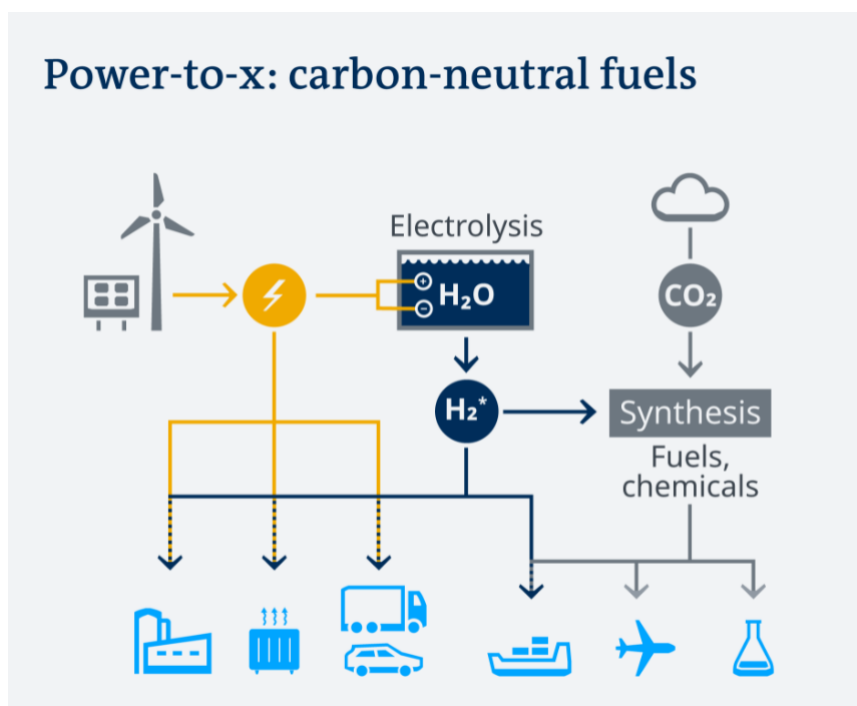 Power-to-x: carbon-neutral fuels
Electrolysis
+
H₂O
−
CO₂
H₂*
Synthesis
Fuels,
chemicals